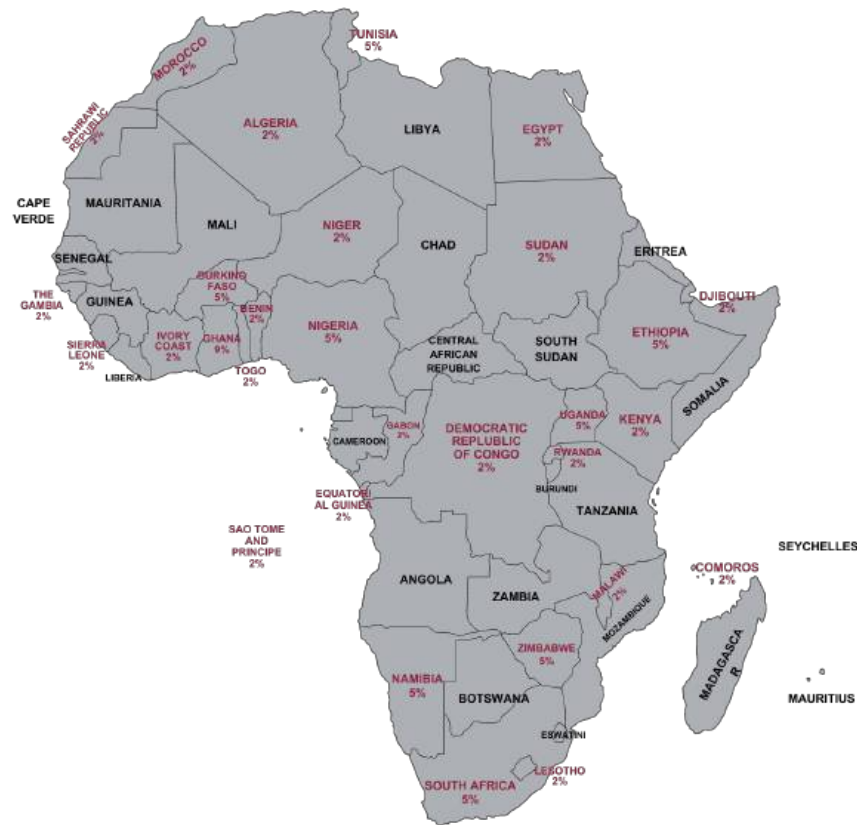 TUNISIA
5%
MOROCCO
2%
ALGERIA
2%
LIBYA
EGYPT
2%
SAHRAWI
REPUBLIC
2%
CAPE
VERDE
MAURITANIA
MALI
NIGER
2%
CHAD
SUDAN
2%
ERITREA
SENEGAL
THE
GAMBIA
2%
GUINEA
BURKINO
FASO
5%
BENIN
2%
NIGERIA
5%
DJIBOUTI
2%
ETHIOPIA
5%
SIERRA
LEONE
2%
IVORY
COAST
2%
GHANA
9%
TOGO
2%
LIBERIA
CENTRAL
AFRICAN
REPUBLIC
SOUTH
SUDAN
SOMALIA
CAMEROON
GABON
2%
DEMOCRATIC
REPLUBLIC
OF CONGO
2%
UGANDA
5%
KENYA
2%
RWANDA
2%
BURUNDI
EQUATORI
AL GUINEA
2%
TANZANIA
SAO TOME
AND
PRINCIPE
2%
SEYCHELLES
COMOROS
2%
ANGOLA
ZAMBIA
MALAWI
2%
MOZAMBIQUE
ZIMBABWE
5%
NAMIBIA
5%
BOTSWANA
MADAGASCA
R
MAURITIUS
ESWATINI
LESOTHO
2%
SOUTH AFRICA
5%